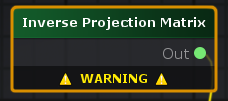 Inverse Projection Matrix
Out
⚠ WARNING ⚠